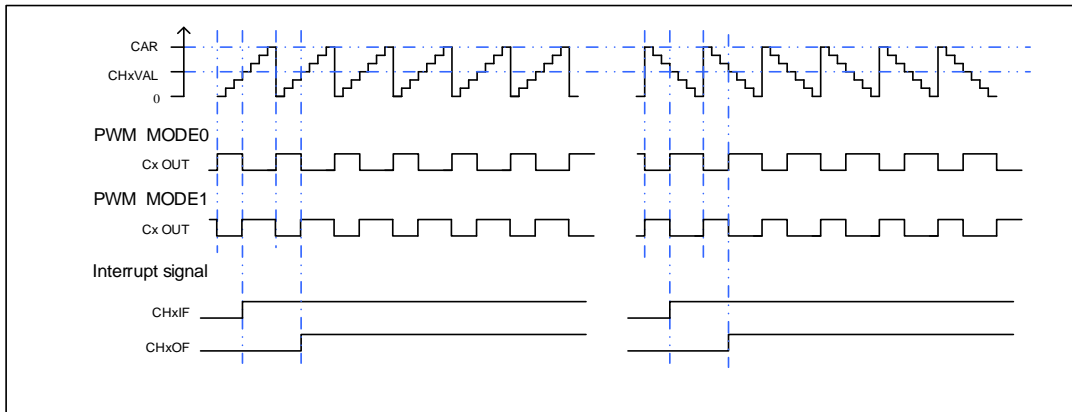 CAR
CHxVAL
0
PWM MODE0
Cx OUT
PWM MODE1
Cx OUT
Interrupt signal
CHxIF
CHxOF